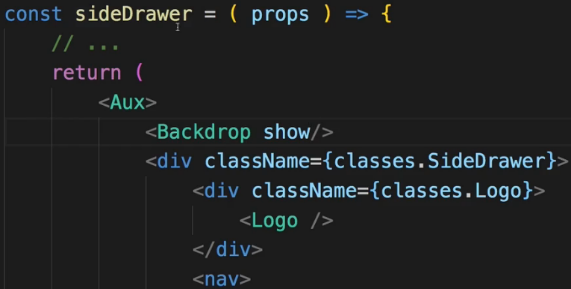 const sideDrawer = ( props ) => {
// ...
return (
<Aux>
<Backdrop show/>
<div className={classes.SideDrawer}>
<div className={classes.Logo}>
<Logo />
</div>
<nav>